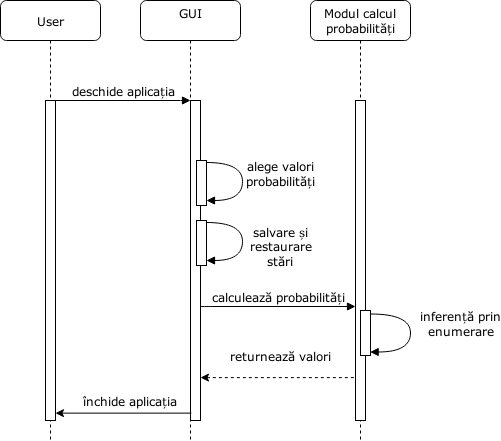 User
GUI
Modul calcul
probabilități
deschide aplicația
alege valori
probabilități
salvare și
restaurare
stări
calculează probabilități
inferență prin
enumerare
returnează valori
închide aplicația